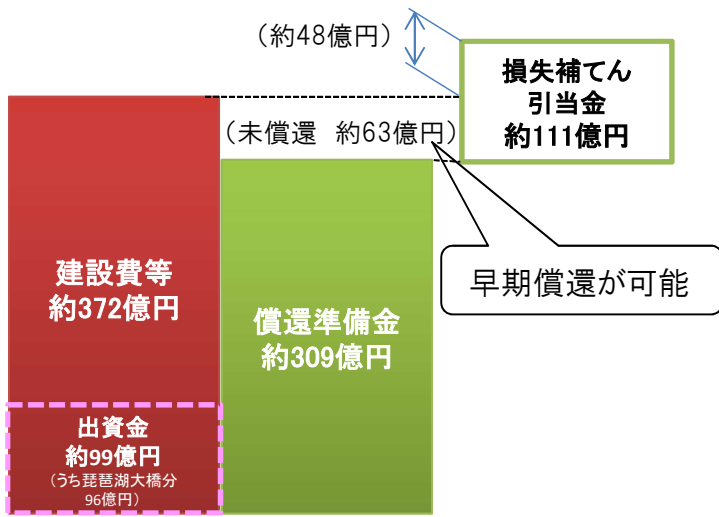 （約48億円）
損失補てん
引当金
約111億円
（未償還 約63億円）
早期償還が可能
建設費等
約372億円
償還準備金
約309億円
出資金
約99億円
（うち琵琶湖大橋分
96億円）